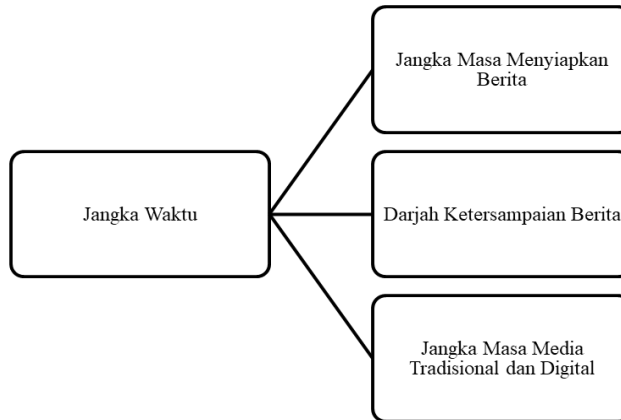 Jangka Masa Menyiapkan
Berita
Jangka Waktu
Darjah Ketersampaian Berita
Jangka Masa Media
Tradisional dan Digital